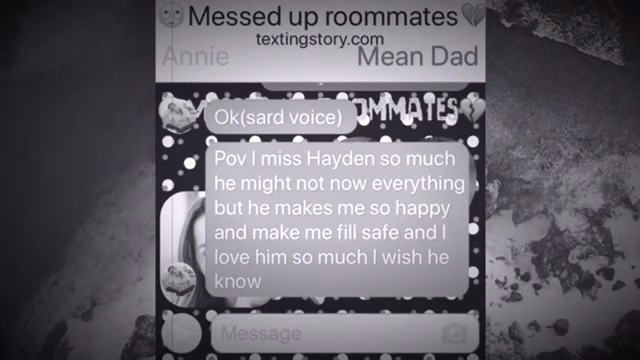 Messed up roommates
textingstory.com
Annie Mean Dad
OMMATES
Ok(sard voice)
Pov I miss Hayden so much
he might not now everything
but he makes me so happy
and make me fill safe and I
love him so much I wish he
know
Message